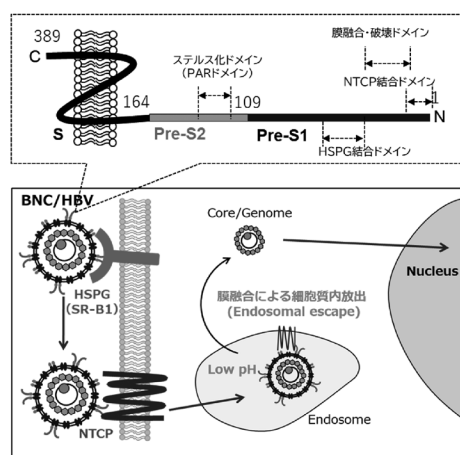 389
C
ステルス化ドメイン
(PARドメイン)
膜融合・破壊ドメイン
NTCP結合ドメイン
164
109
1
N
S
Pre-S2
Pre-S1
HSPG結合ドメイン
BNC/HBV
Core/Genome
Nucleus
HSPG
(SR-B1)
膜融合による細胞質内放出
(Endosomal escape)
Low pH
NTCP
Endosome